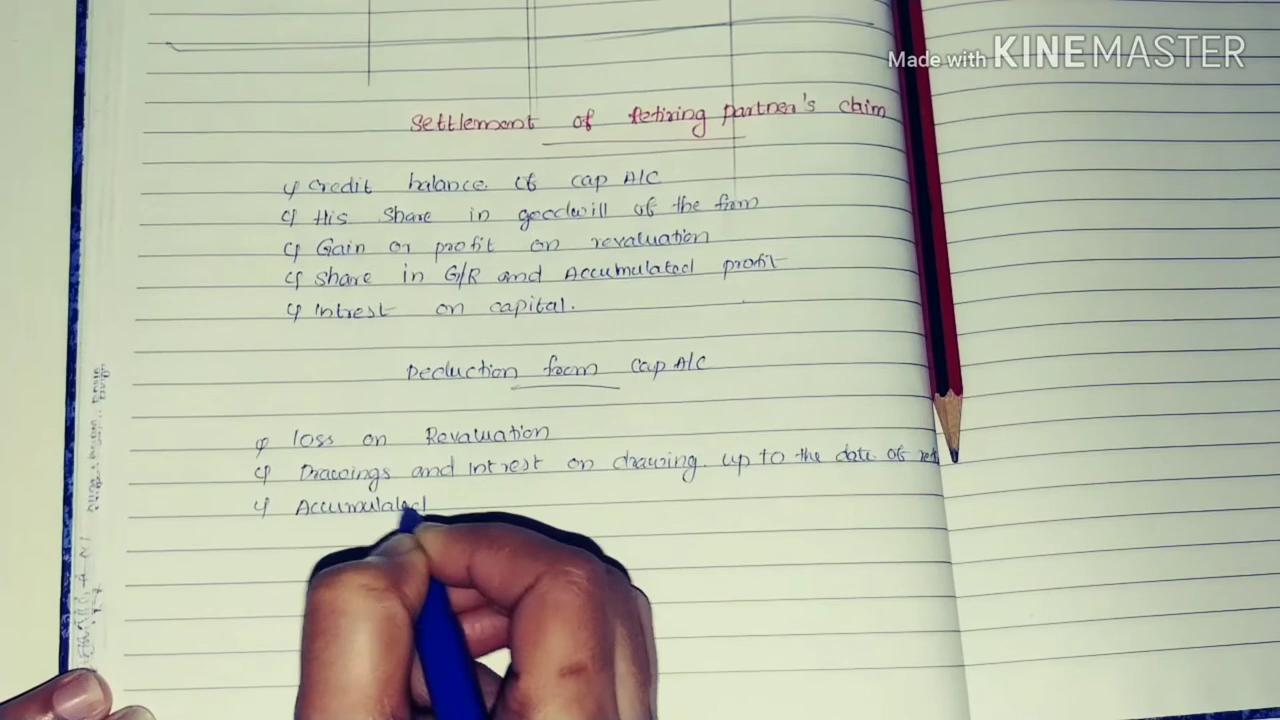 Made with KINEMASTER
Settlement of Retiring partner's claim
Credit balance of cap A/C
His share in goodwill of the firm
Gain or profit on revaluation
Share in G/R and Accumulated profit
Intrest on capital.
Deduction from cap A/C
loss on Revaluation
Drawings and Intrest on drawing. up to the date of
Accumulated